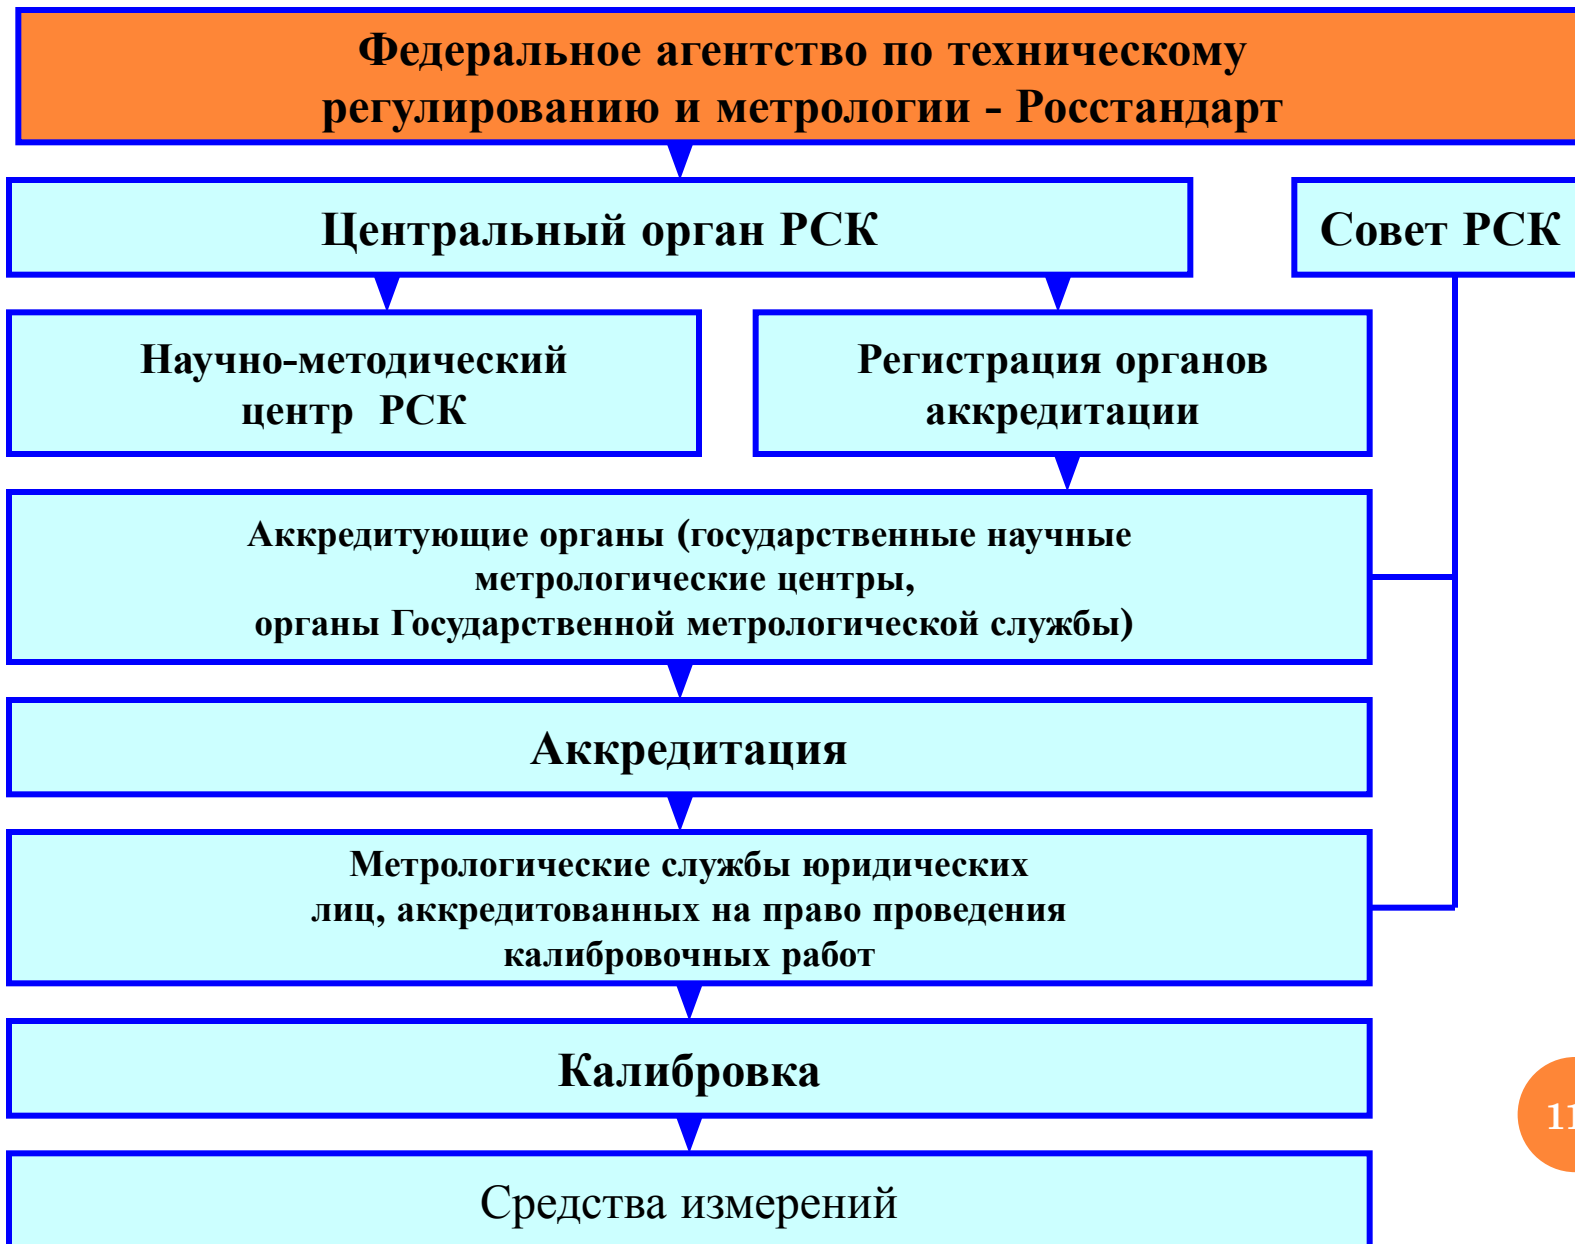 Федеральное агентство по техническому
регулированию и метрологии - Росстандарт
Центральный орган РСК
Совет РСК
Научно-методический
центр РСК
Регистрация органов
аккредитации
Аккредитующие органы (государственные научные
метрологические центры,
органы Государственной метрологической службы)
Аккредитация
Метрологические службы юридических
лиц, аккредитованных на право проведения
калибровочных работ
Калибровка
11
Средства измерений